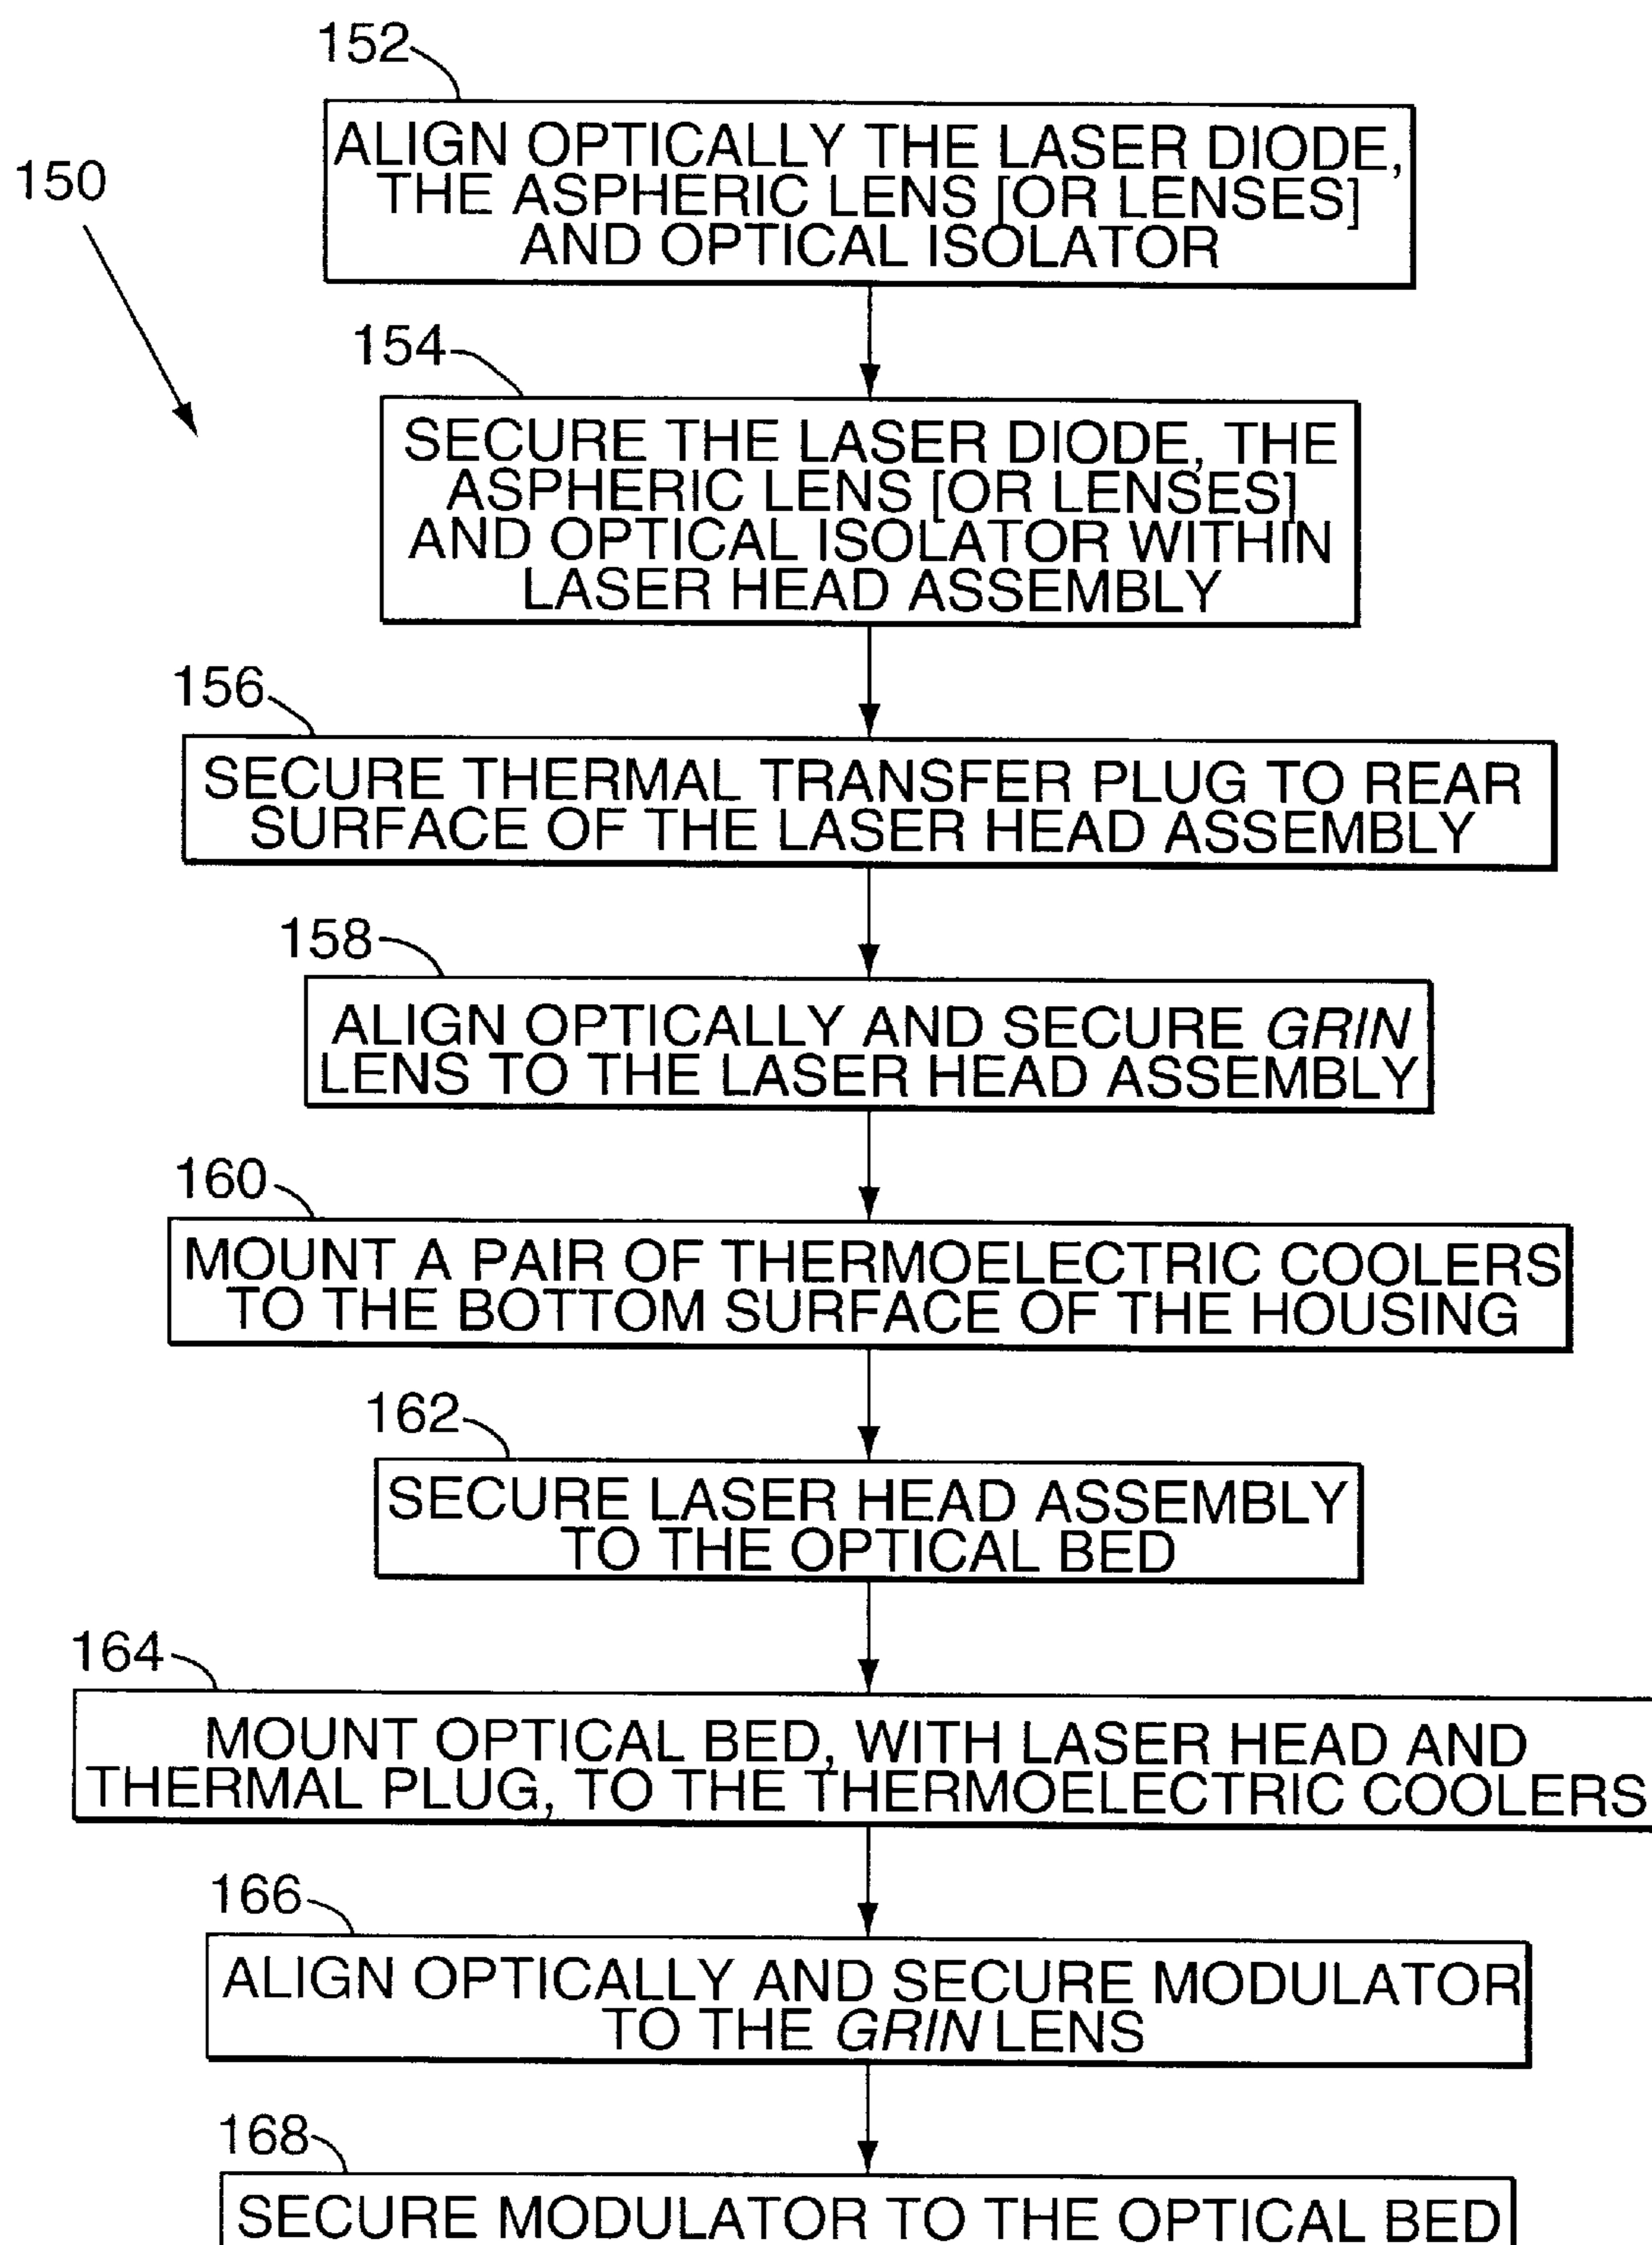 152
150
ALIGN OPTICALLY THE LASER DIODE,
THE ASPHERIC LENS [OR LENSES]
AND OPTICAL ISOLATOR
154
SECURE THE LASER DIODE, THE
ASPHERIC LENS [OR LENSES]
AND OPTICAL ISOLATOR WITHIN
LASER HEAD ASSEMBLY
156
SECURE THERMAL TRANSFER PLUG TO REAR
SURFACE OF THE LASER HEAD ASSEMBLY
158
ALIGN OPTICALLY AND SECURE GRIN
LENS TO THE LASER HEAD ASSEMBLY
160
MOUNT A PAIR OF THERMOELECTRIC COOLERS
TO THE BOTTOM SURFACE OF THE HOUSING
162
SECURE LASER HEAD ASSEMBLY
TO THE OPTICAL BED
164
MOUNT OPTICAL BED, WITH LASER HEAD AND
THERMAL PLUG, TO THE THERMOELECTRIC COOLERS
166
ALIGN OPTICALLY AND SECURE MODULATOR
TO THE GRIN LENS
168
SECURE MODULATOR TO THE OPTICAL BED